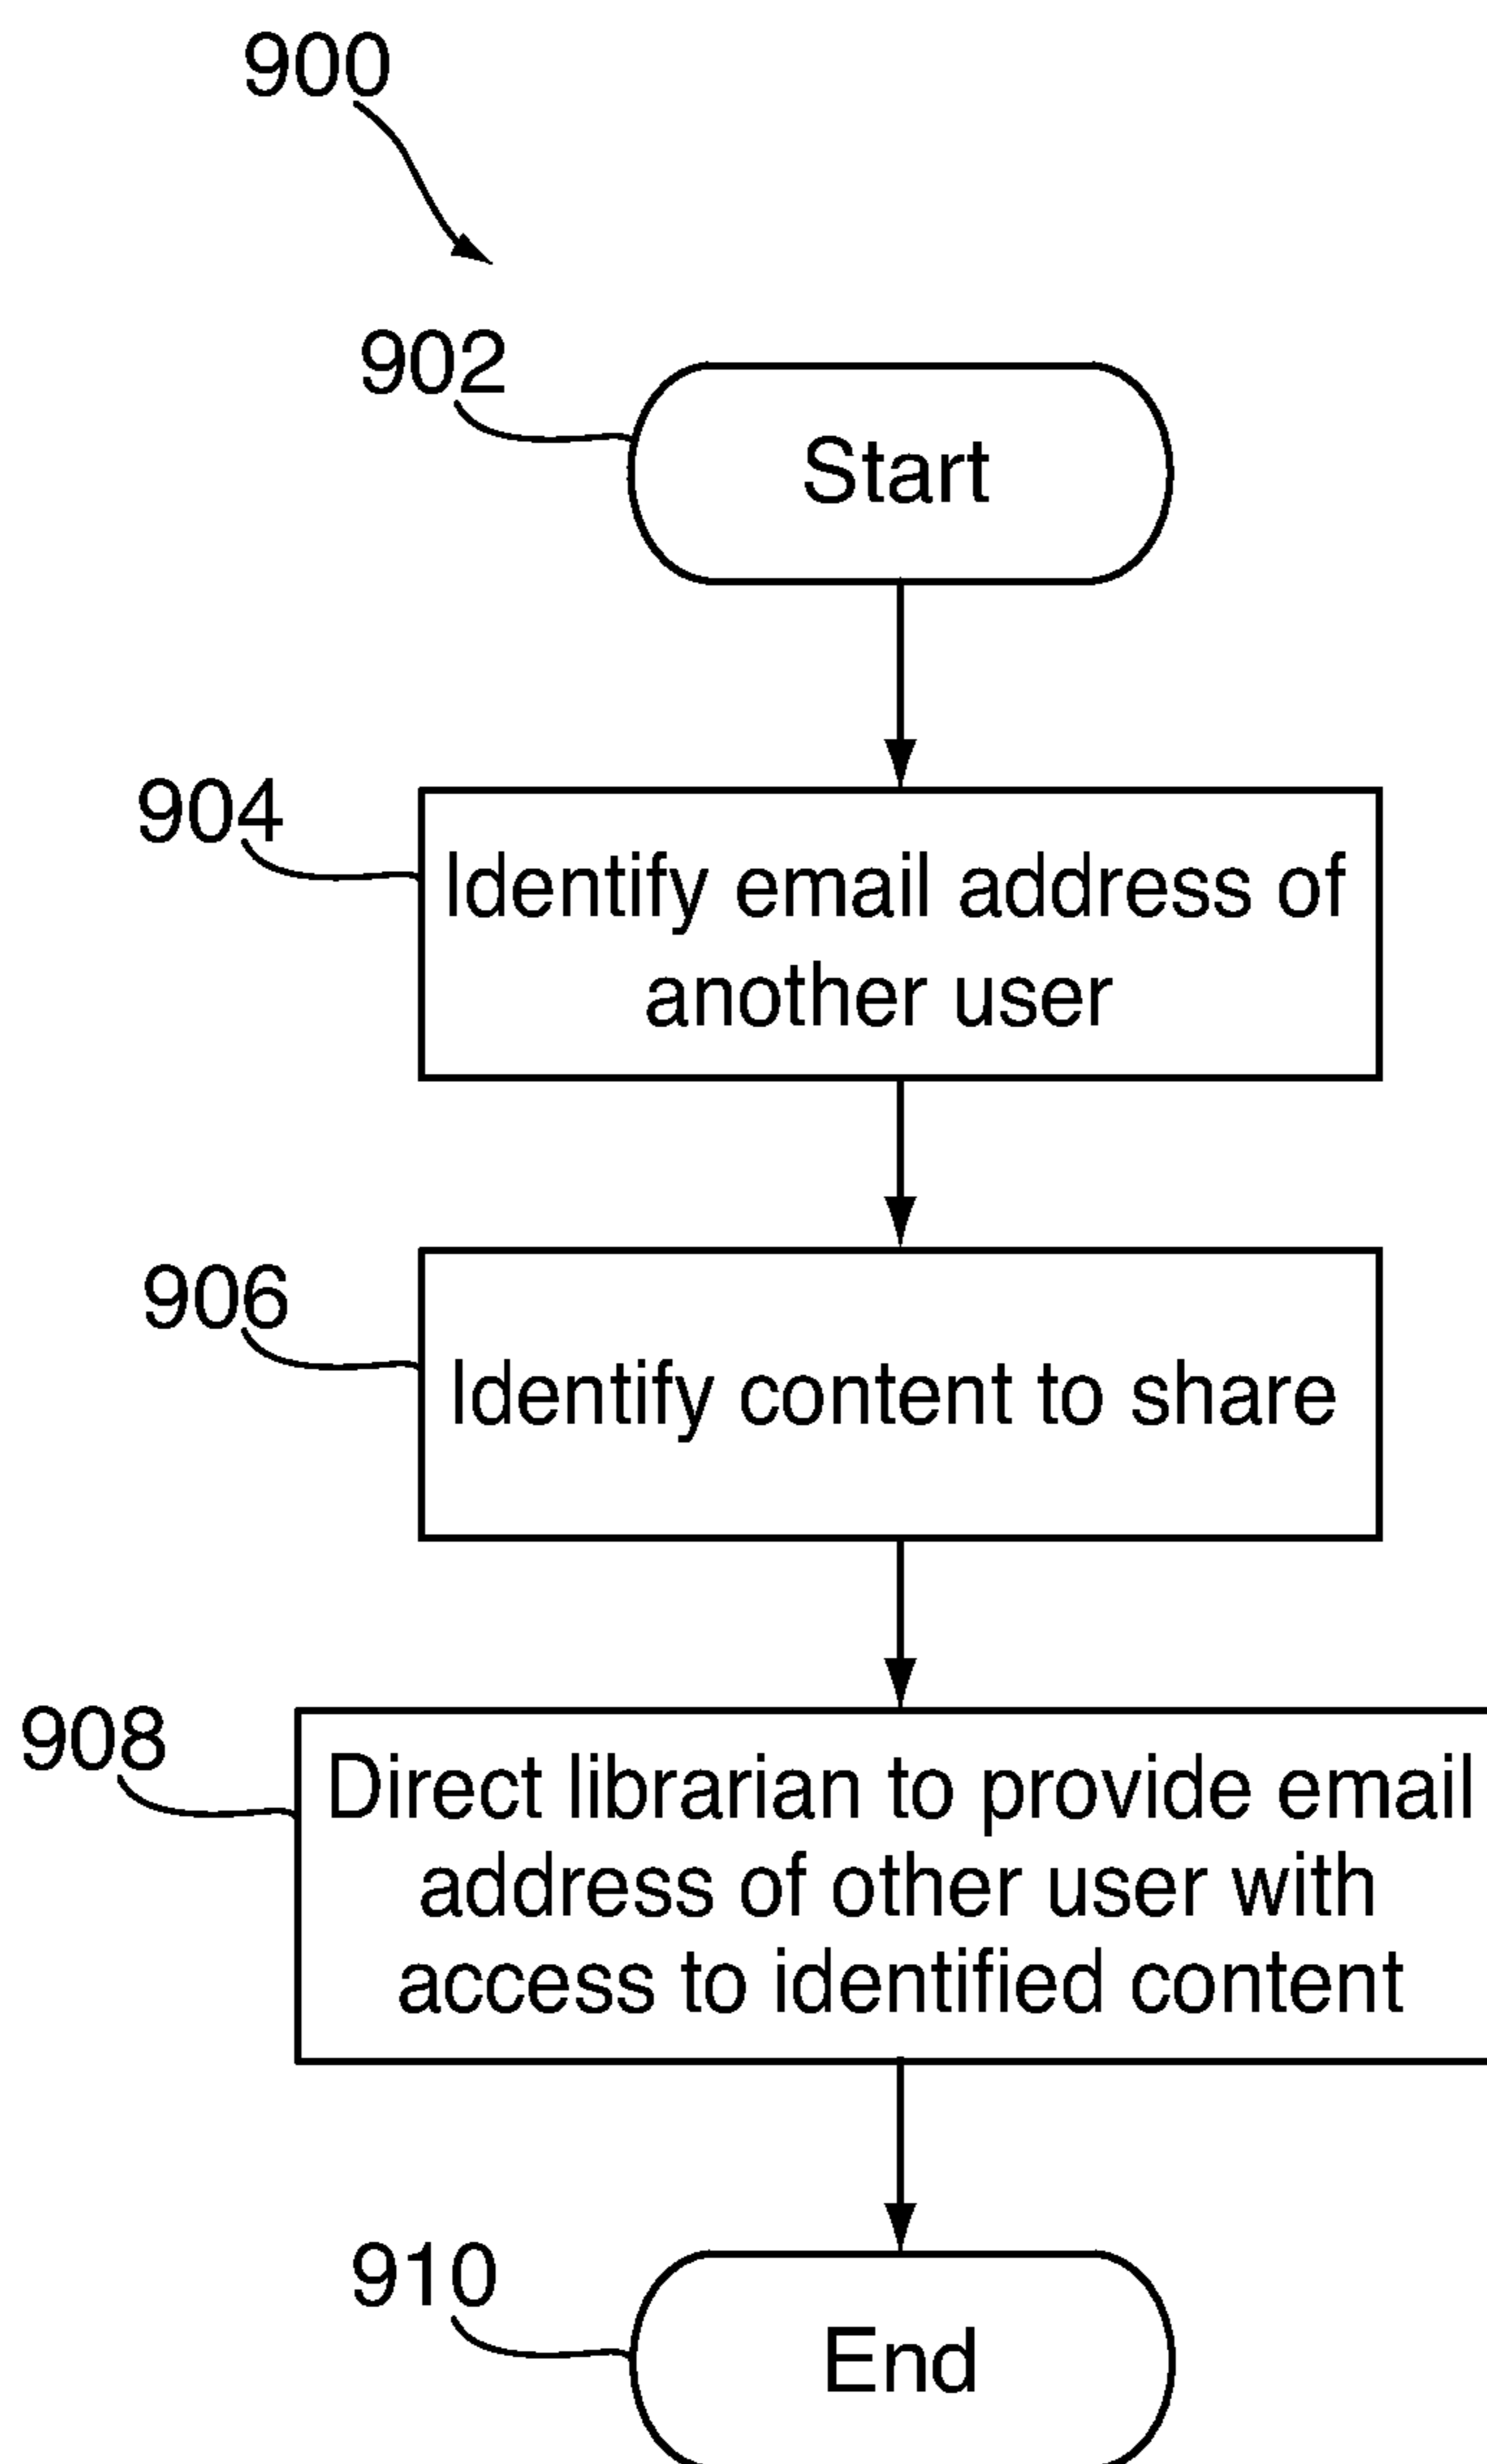 900
902
Start
904
Identify email address of
another user
906
Identify content to share
908
Direct librarian to provide email
address of other user with
access to identified content
910
End